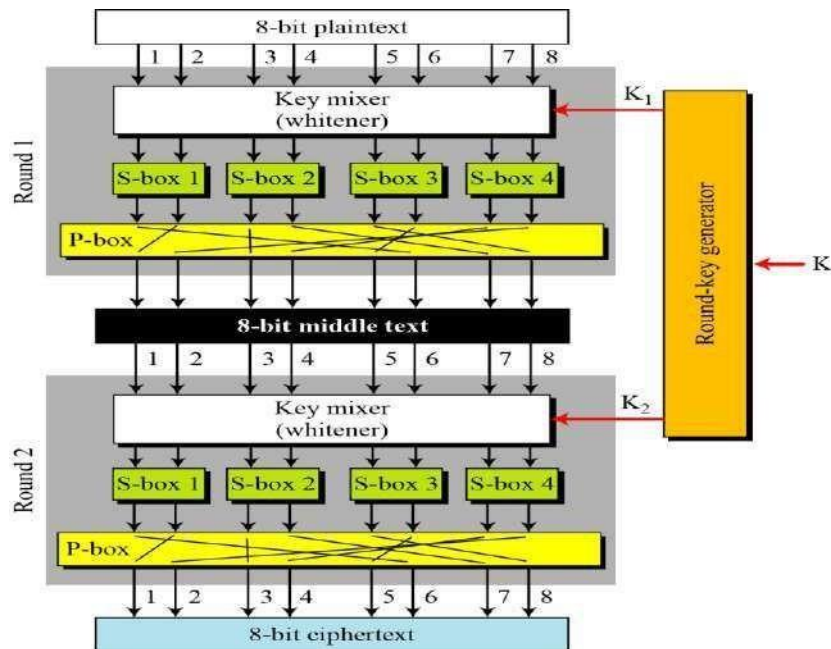 8-bit plaintext
1 2 3 4 5 6 7 8
Key mixer
(whitener)
K1
Round 1
S-box 1 S-box 2 S-box 3 S-box 4
P-box
Round-key generator
K
8-bit middle text
1 2 3 4 5 6 7 8
Key mixer
(whitener)
K2
Round 2
S-box 1 S-box 2 S-box 3 S-box 4
P-box
1 2 3 4 5 6 7 8
8-bit ciphertext